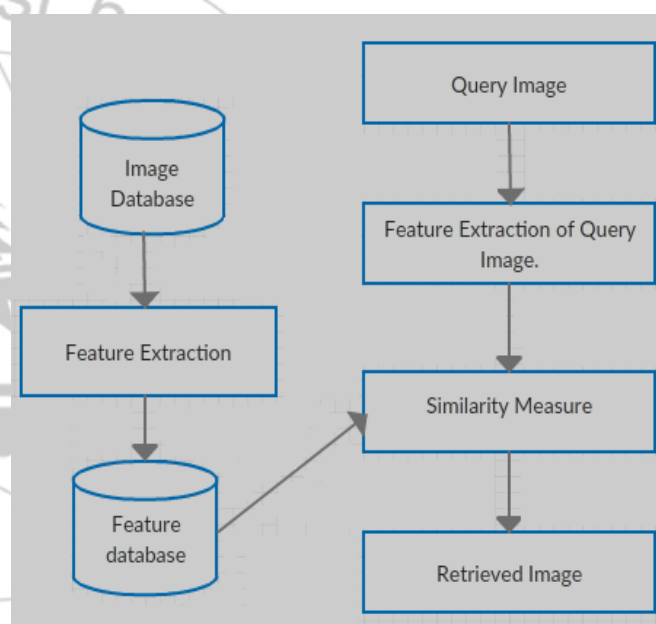 Query Image
Image
Database
Feature Extraction of Query
Image.
Feature Extraction
Similarity Measure
Feature
database
Retrieved Image